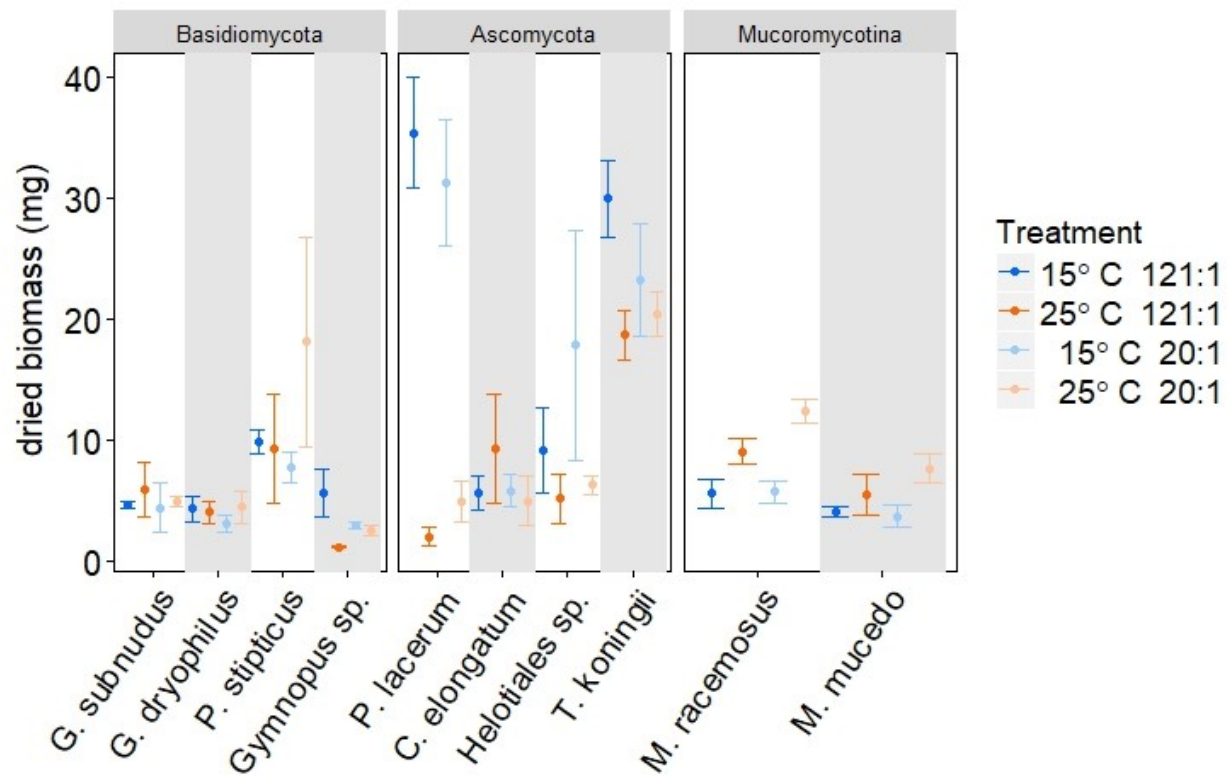 Basidiomycota
Ascomycota
Mucoromycotina
dried biomass (mg)
40
30
20
10
0
G. subnudus
G. dryophilus
P. stipticus
Gymnopus sp.
P. lacerum
C. elongatum
Helotiales sp.
T. koningii
M. racemosus
M. mucedo
Treatment
15° C 121:1
25° C 121:1
15° C 20:1
25° C 20:1